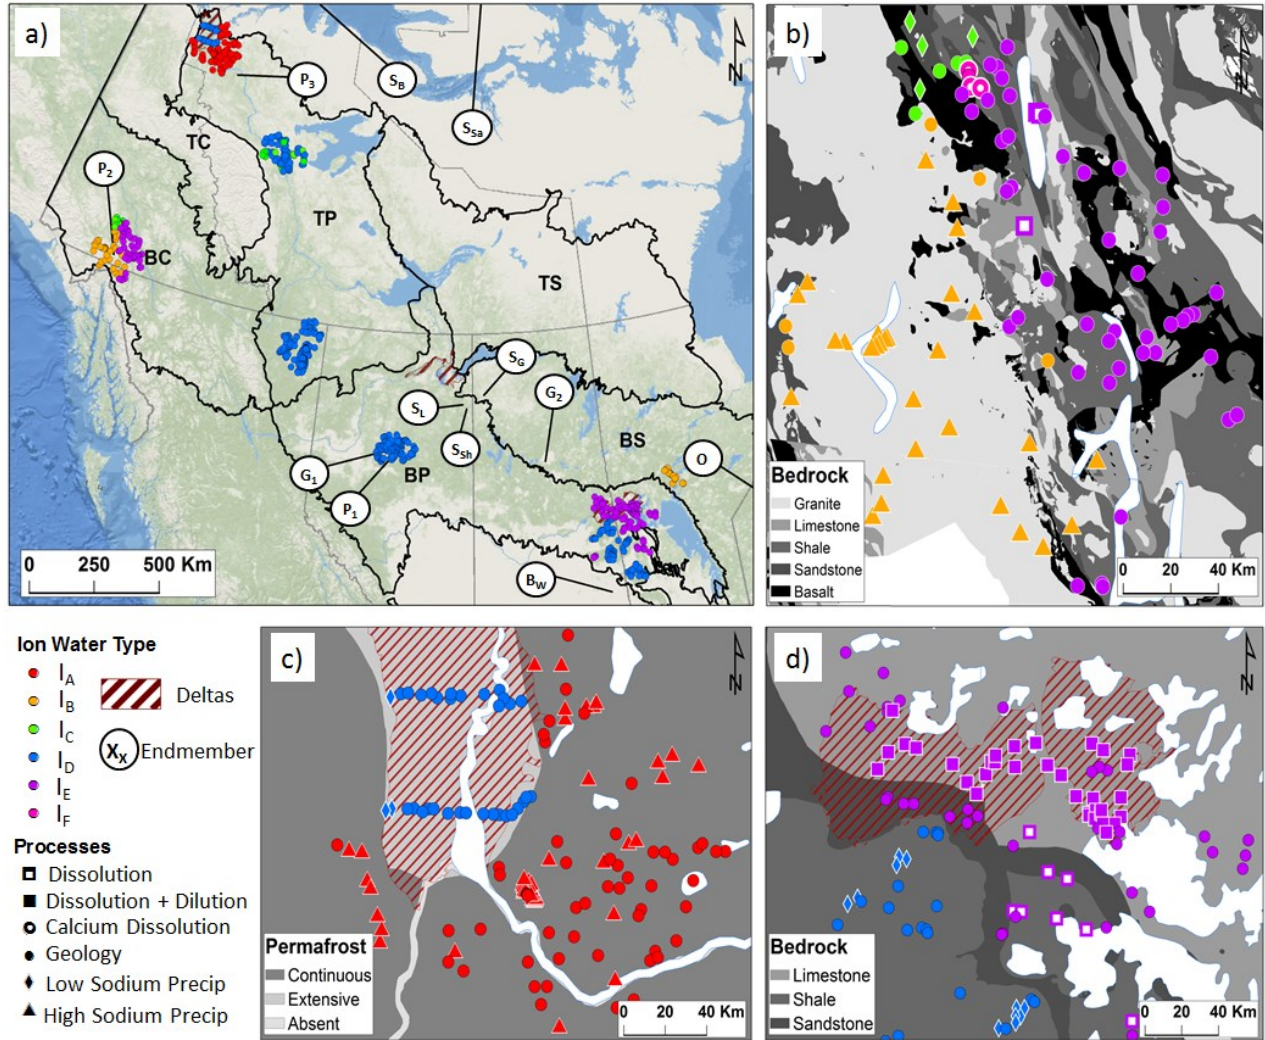 a)
N
P3
SB
SSa
TC
P2
TP
BC
TS
SG
G2
SL
SSh
BS
O
G1
BP
P1
BW
0 250 500 Km
b)
N
Bedrock
Granite
Limestone
Shale
Sandstone
Basalt
0 20 40 Km
Ion Water Type
IA
IB
IC
ID
IE
IF
Deltas
XX Endmember
Processes
Dissolution
Dissolution + Dilution
Calcium Dissolution
Geology
Low Sodium Precip
High Sodium Precip
c)
N
Permafrost
Continuous
Extensive
Absent
0 20 40 Km
d)
N
Bedrock
Limestone
Shale
Sandstone
0 20 40 Km